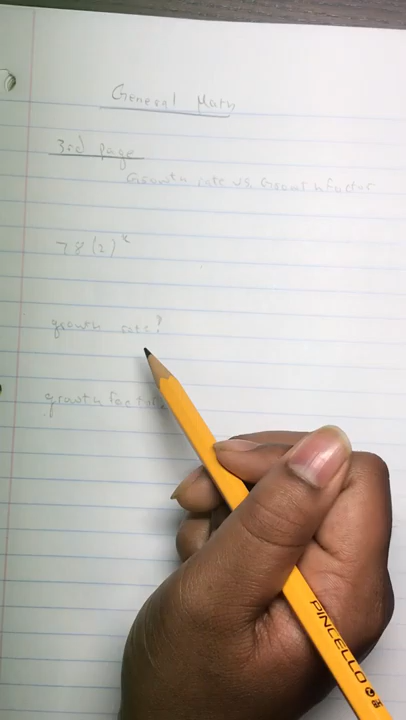 General Math
3rd page
Growth rate vs Growth factor
78(2)ˣ
growth rate?
growth factor
PINCELLO